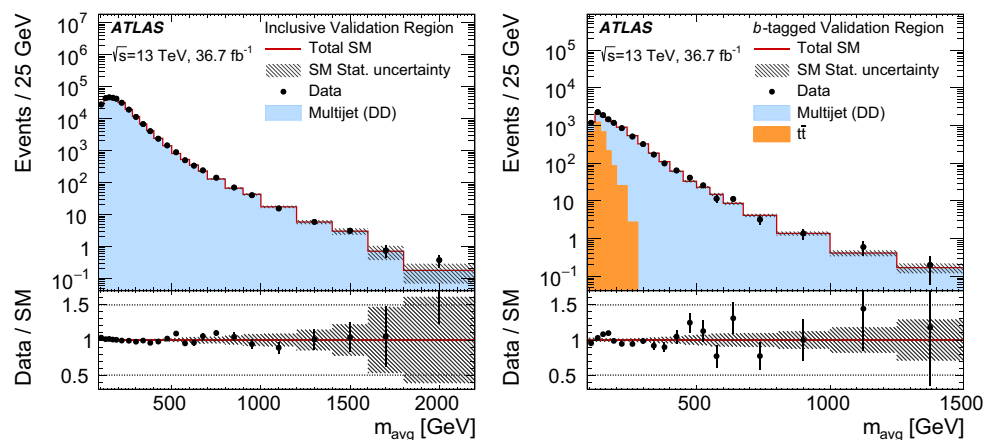 ATLAS
√s=13 TeV, 36.7 fb⁻¹
Inclusive Validation Region
Total SM
SM Stat. uncertainty
Data
Multijet (DD)
Events / 25 GeV
10⁷
10⁶
10⁵
10⁴
10³
10²
10
1
10⁻¹
Data / SM
1.5
1.0
0.5
500 1000 1500 2000
m_avg [GeV]
ATLAS
√s=13 TeV, 36.7 fb⁻¹
b-tagged Validation Region
Total SM
SM Stat. uncertainty
Data
Multijet (DD)
tt̅
Events / 25 GeV
10⁵
10⁴
10³
10²
10
1
10⁻¹
Data / SM
1.5
1.0
0.5
500 1000 1500
m_avg [GeV]